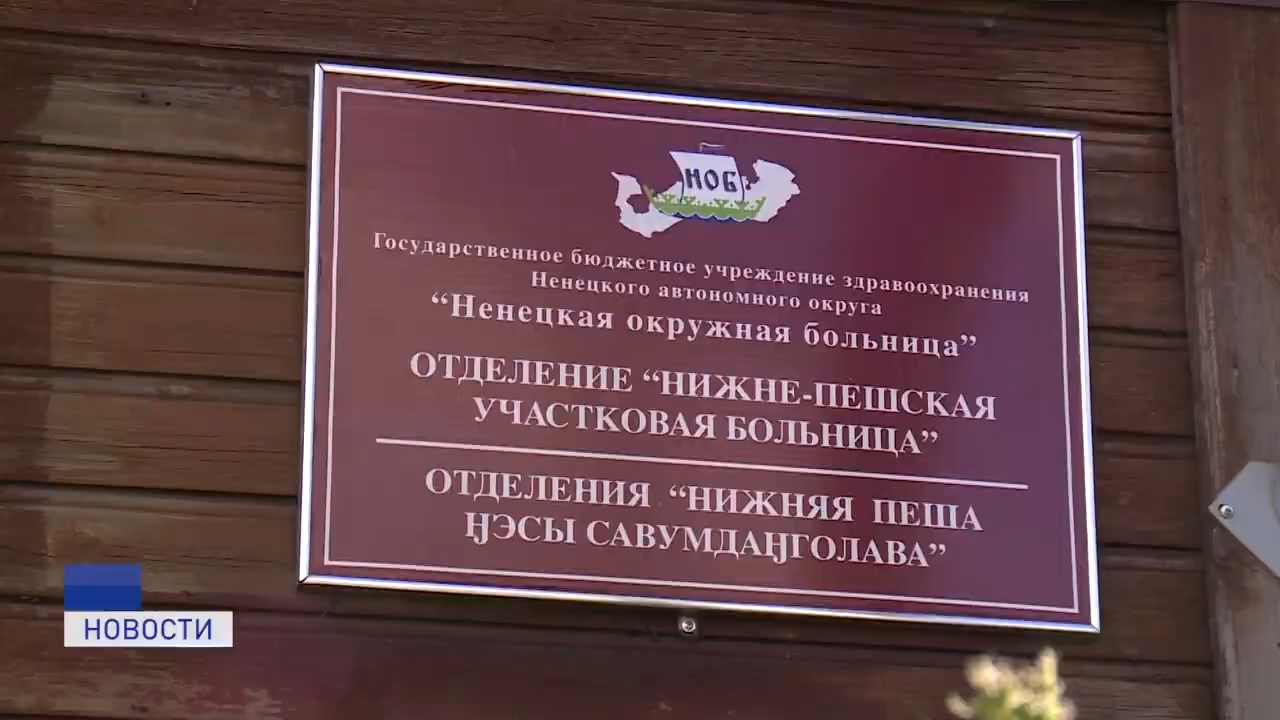 НОБ
Государственное бюджетное учреждение здравоохранения
Ненецкого автономного округа
“Ненецкая окружная больница”
ОТДЕЛЕНИЕ “НИЖНЕ-ПЕШСКАЯ
УЧАСТКОВАЯ БОЛЬНИЦА”
ОТДЕЛЕНИЯ “НИЖНЯЯ ПЕША
ӇЭСЫ САВУМДАӇГОЛАВА”
НОВОСТИ